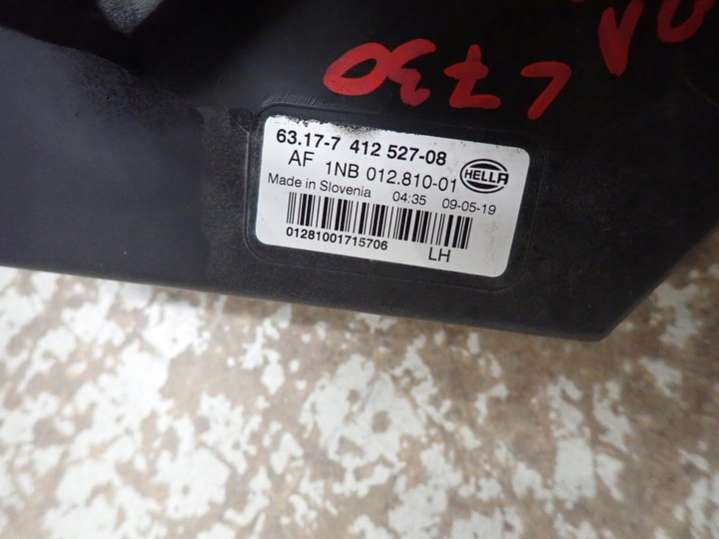 L730
63.17-7 412 527-08
AF 1NB 012.810-01
HELLA
Made in Slovenia 04:35 09-05-19
01281001715706
LH